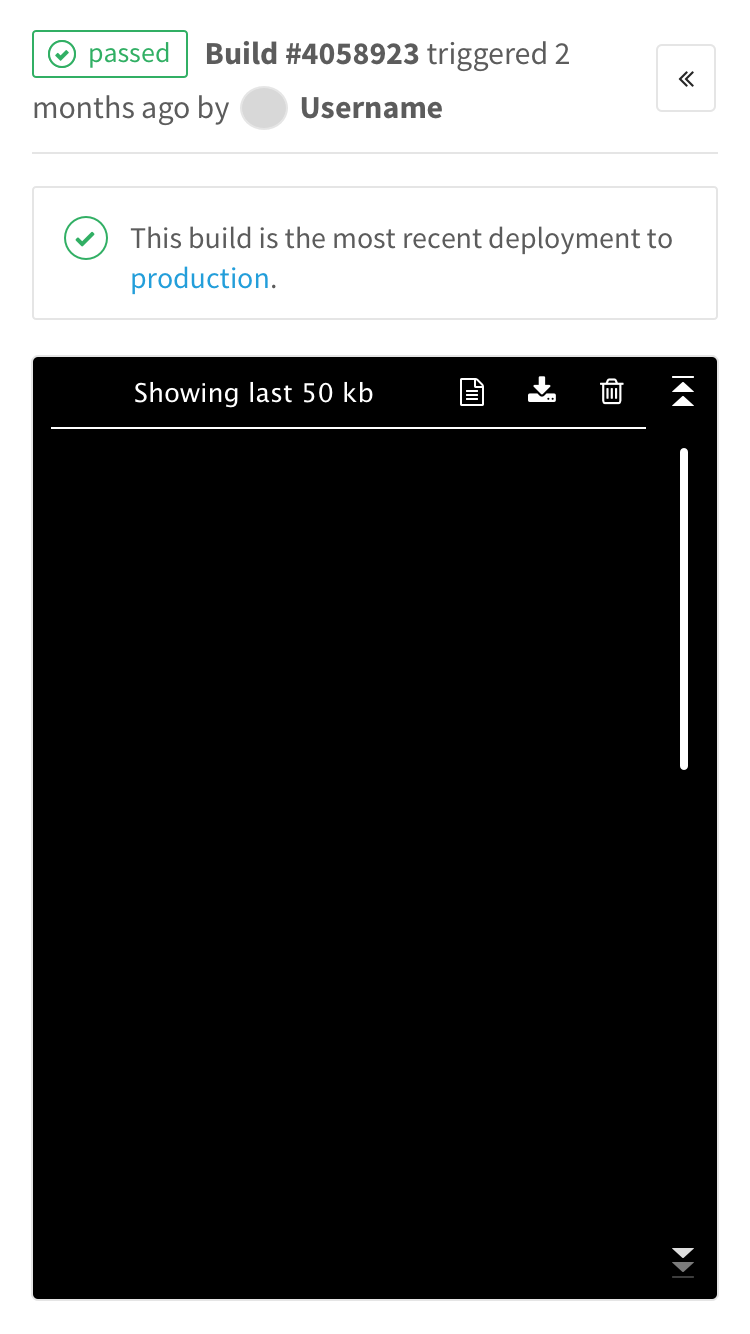 passed Build #4058923 triggered 2
months ago by Username
This build is the most recent deployment to
production.
Showing last 50 kb